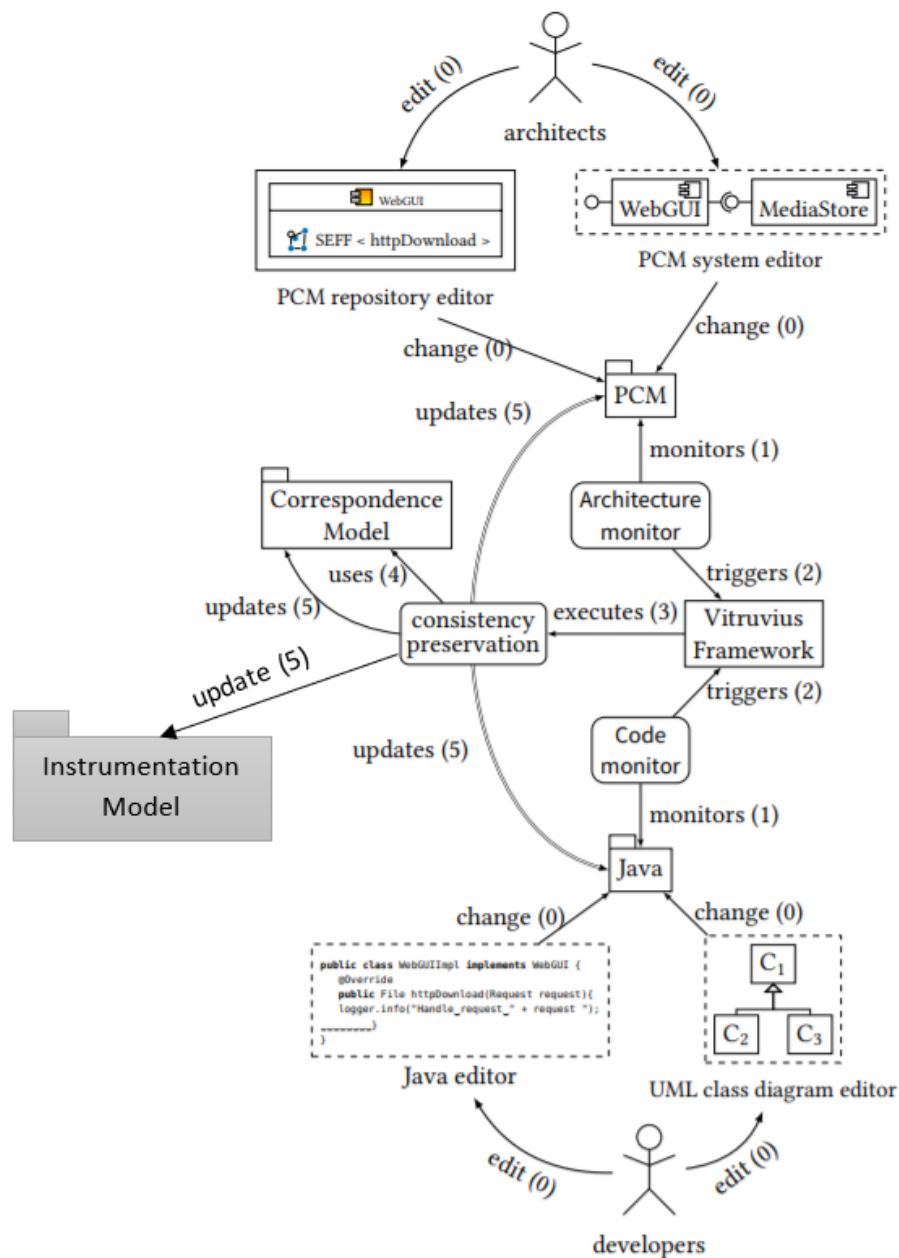 edit (0)
edit (0)
architects
WebGUI
SEFF < httpDownload >
WebGUI
MediaStore
PCM repository editor
PCM system editor
change (0)
change (0)
PCM
updates (5)
monitors (1)
Correspondence
Model
Architecture
monitor
uses (4)
triggers (2)
updates (5)
consistency
preservation
executes (3)
Vitruvius
Framework
update (5)
triggers (2)
Instrumentation
Model
updates (5)
Code
monitor
monitors (1)
Java
change (0)
change (0)
public class WebGUIImpl implements WebGUI {
@Override
public File httpDownload(Request request){
logger.info("Handle_request_" + request ");
________}
}
C1
C2
C3
Java editor
UML class diagram editor
edit (0)
edit (0)
developers